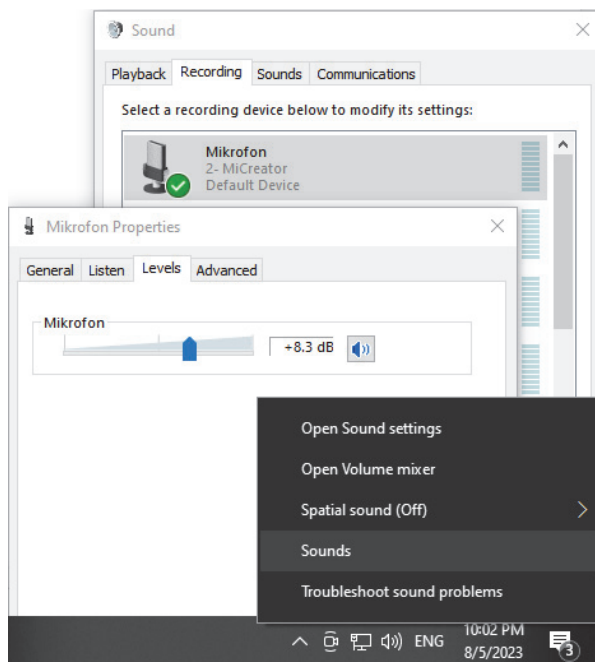 Sound
Playback Recording Sounds Communications
Select a recording device below to modify its settings:
Mikrofon
2- MiCreator
Default Device
Mikrofon Properties
General Listen Levels Advanced
Mikrofon
+8.3 dB
Open Sound settings
Open Volume mixer
Spatial sound (Off)
Sounds
Troubleshoot sound problems
ENG
10:02 PM
8/5/2023
3